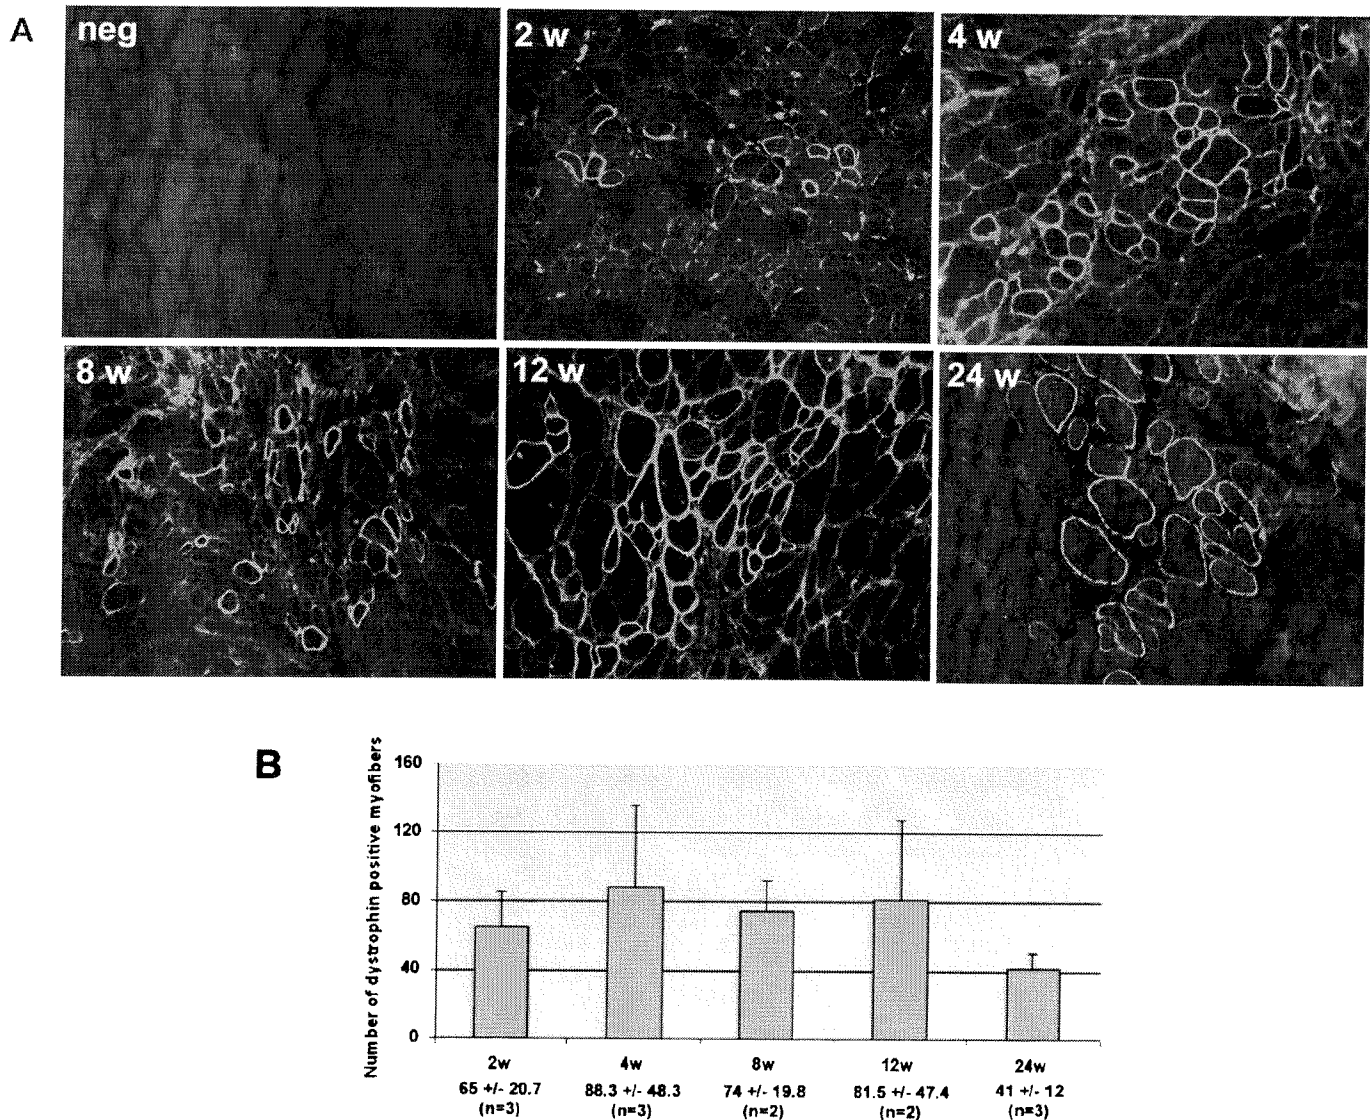 A
neg
2 w
4 w
8 w
12 w
24 w
B
Number of dystrophin positive myofibers
160
120
80
40
0
2w 4w 8w 12w 24w
65 +/- 20.7 88.3 +/- 48.3 74 +/- 19.8 81.5 +/- 47.4 41 +/- 12
(n=3) (n=3) (n=2) (n=2) (n=3)